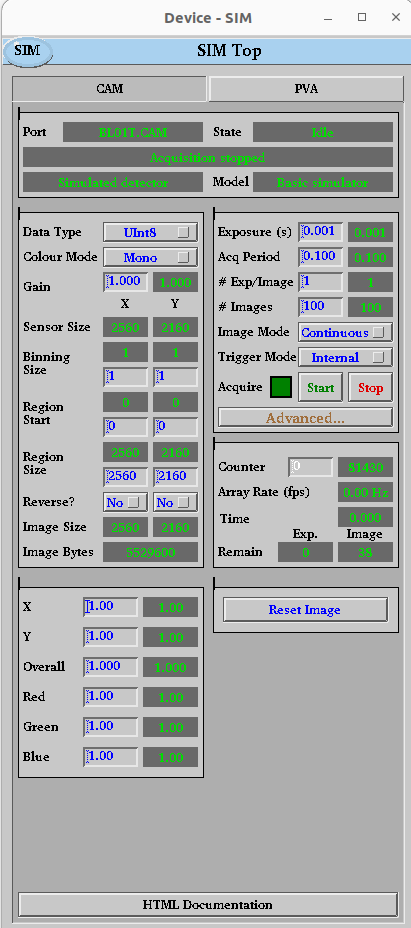 Device - SIM
SIM
SIM Top
CAM PVA
Port BL01T:CAM State Idle
Acquisition stopped
Simulated detector Model Basic simulator
Data Type UInt8
Colour Mode Mono
Gain 1.000 1.000
X Y
Sensor Size 2560 2160
Binning Size 1 1
1 1
Region Start 0 0
0 0
Region Size 2560 2160
2560 2160
Reverse? No No
Image Size 2560 2160
Image Bytes 5529600
Exposure (s) 0.001 0.001
Acq Period 0.100 0.100
# Exp/Image 1 1
# Images 100 100
Image Mode Continuous
Trigger Mode Internal
Acquire Start Stop
Advanced...
Counter 0 81430
Array Rate (fps) 0.00 Hz
Time 0.000
Exp. Image
Remain 0 38
X 1.00 1.00
Y 1.00 1.00
Overall 1.000 1.000
Red 1.00 1.00
Green 1.00 1.00
Blue 1.00 1.00
Reset Image
HTML Documentation